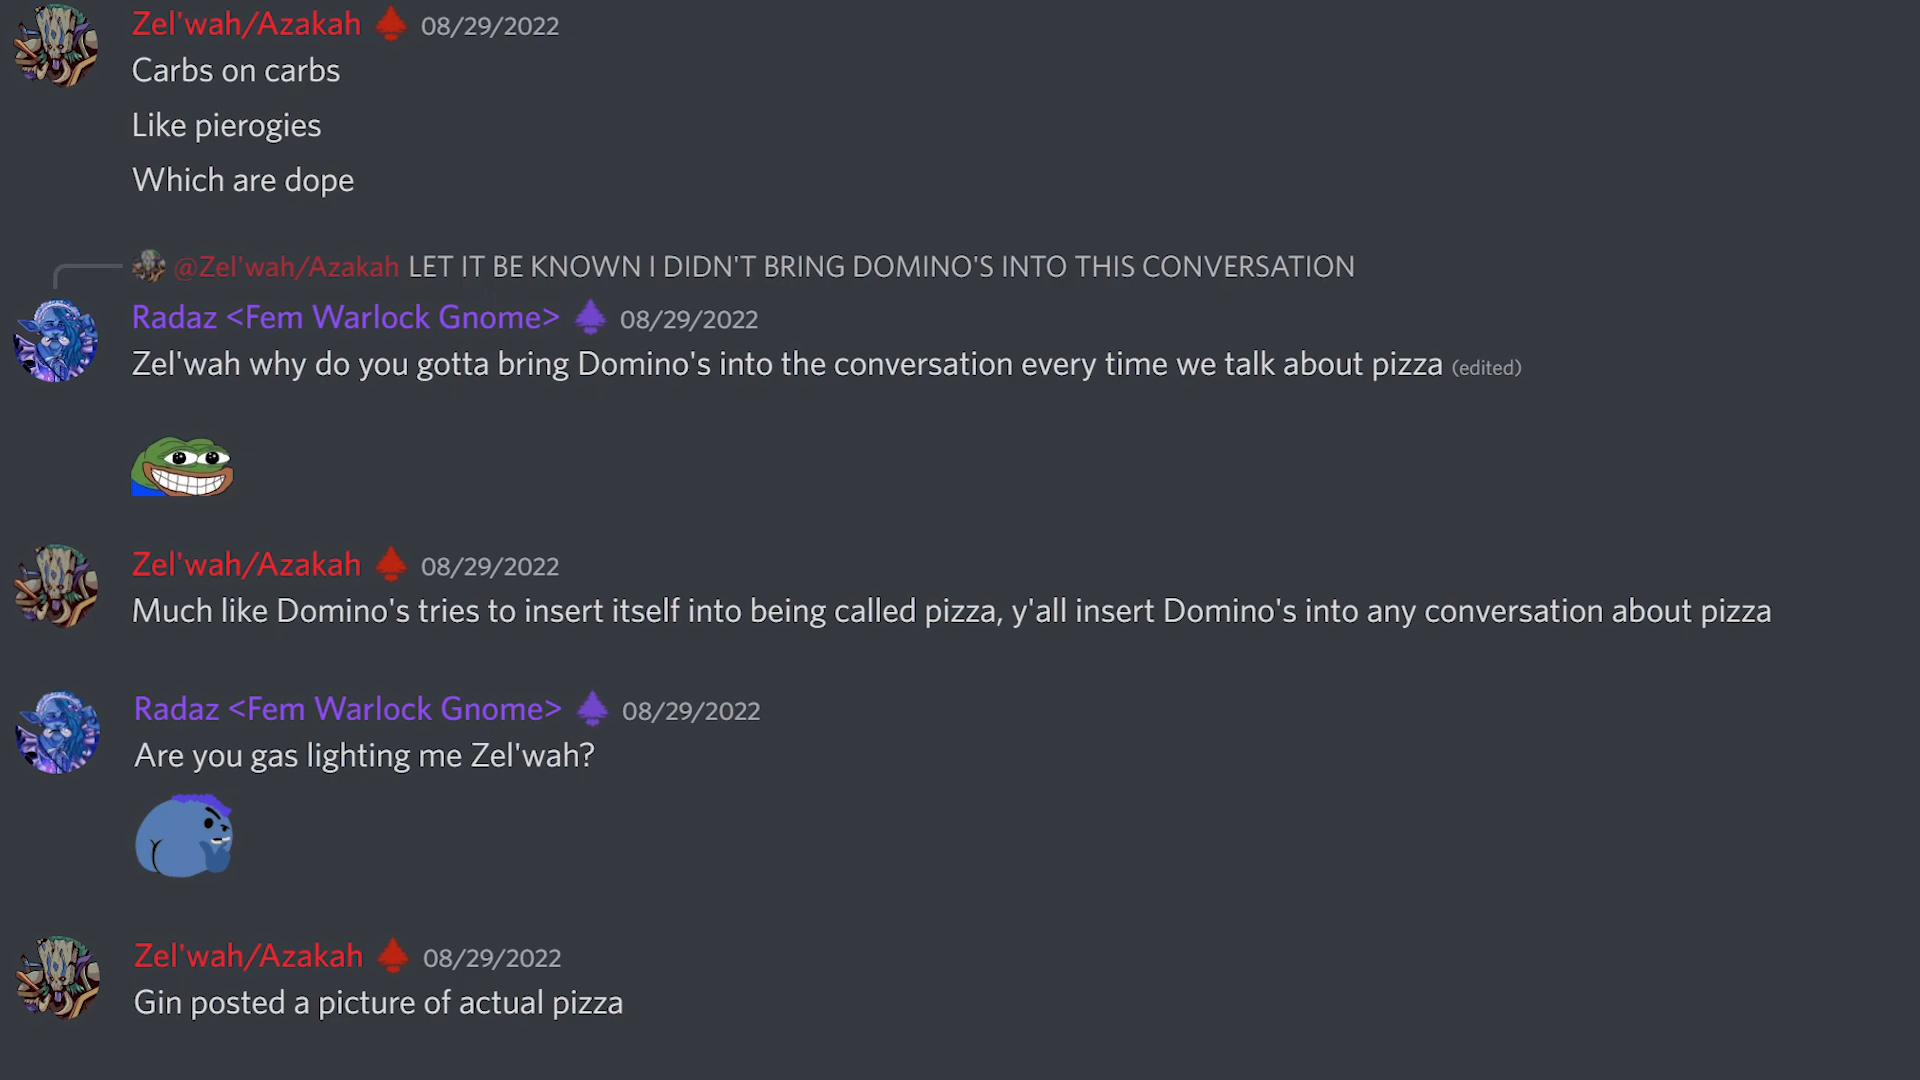 Zel'wah/Azakah 08/29/2022
Carbs on carbs
Like pierogies
Which are dope
@Zel'wah/Azakah LET IT BE KNOWN I DIDN'T BRING DOMINO'S INTO THIS CONVERSATION
Radaz <Fem Warlock Gnome> 08/29/2022
Zel'wah why do you gotta bring Domino's into the conversation every time we talk about pizza (edited)
Zel'wah/Azakah 08/29/2022
Much like Domino's tries to insert itself into being called pizza, y'all insert Domino's into any conversation about pizza
Radaz <Fem Warlock Gnome> 08/29/2022
Are you gas lighting me Zel'wah?
Zel'wah/Azakah 08/29/2022
Gin posted a picture of actual pizza